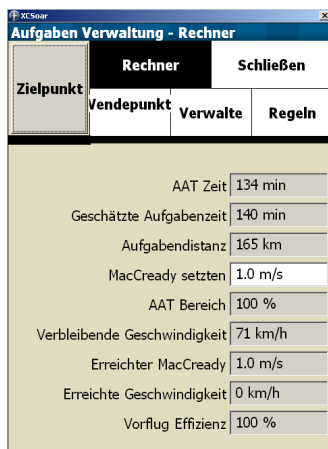 XCSoar
Aufgaben Verwaltung - Rechner
Zielpunkt
Rechner
Schließen
Vendepunkt
Verwalte
Regeln
AAT Zeit 134 min
Geschätzte Aufgabenzeit 140 min
Aufgabendistanz 165 km
MacCready setzten 1.0 m/s
AAT Bereich 100 %
Verbleibende Geschwindigkeit 71 km/h
Erreichter MacCready 1.0 m/s
Erreichte Geschwindigkeit 0 km/h
Vorflug Effizienz 100 %